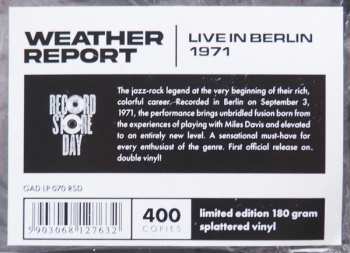 WEATHER REPORT
LIVE IN BERLIN 1971
RECORD STORE DAY
The jazz-rock legend at the very beginning of their rich,
colorful career. Recorded in Berlin on September 3,
1971, the performance brings unbridled fusion born from
the experiences of playing with Miles Davis and elevated
to an entirely new level. A sensational must-have for
every enthusiast of the genre. First official release on
double vinyl!
GAD LP 070 RSD
5 903068 127632
400
COPIES
limited edition 180 gram
splattered vinyl